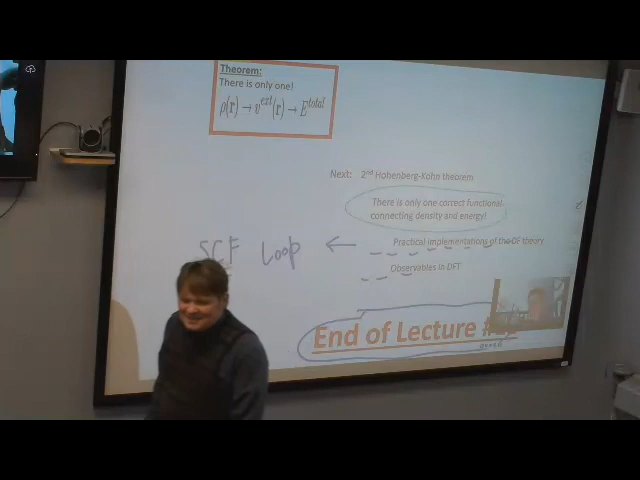 Theorem:
There is only one!
ρ(r) → v^ext(r) → E^total
Next: 2nd Hohenberg-Kohn theorem
There is only one correct functional
connecting density and energy!
SCF Loop ← Practical implementations of the DF theory
Observables in DFT
End of Lecture